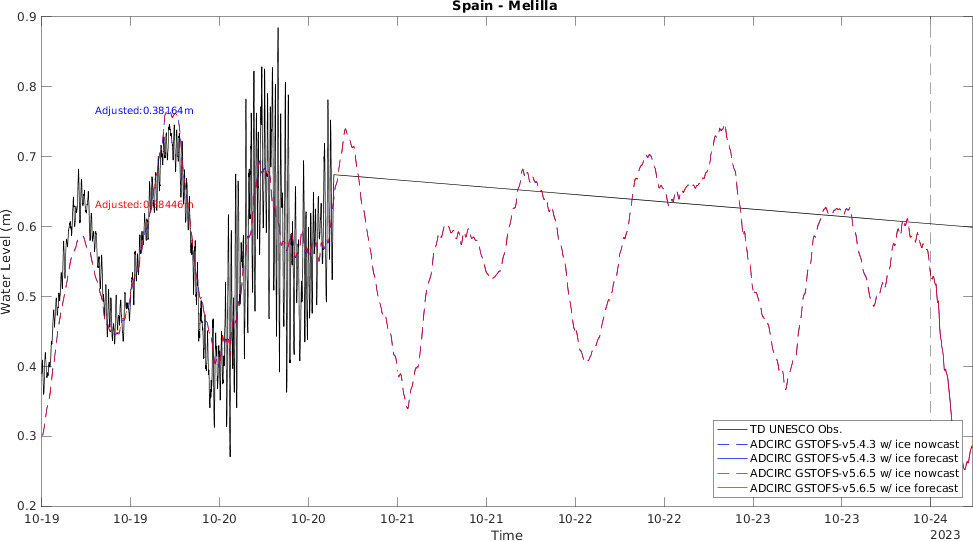 Spain - Melilla
Water Level (m)
0.9
0.8
0.7
0.6
0.5
0.4
0.3
0.2
Adjusted:0.38164m
Adjusted:
TD UNESCO Obs.
ADCIRC GSTOFS-v5.4.3 w/ ice nowcast
ADCIRC GSTOFS-v5.4.3 w/ ice forecast
ADCIRC GSTOFS-v5.6.5 w/ ice nowcast
ADCIRC GSTOFS-v5.6.5 w/ ice forecast
10-19 10-19 10-20 10-20 10-21 10-21 10-22 10-22 10-23 10-23 10-24
2023
Time